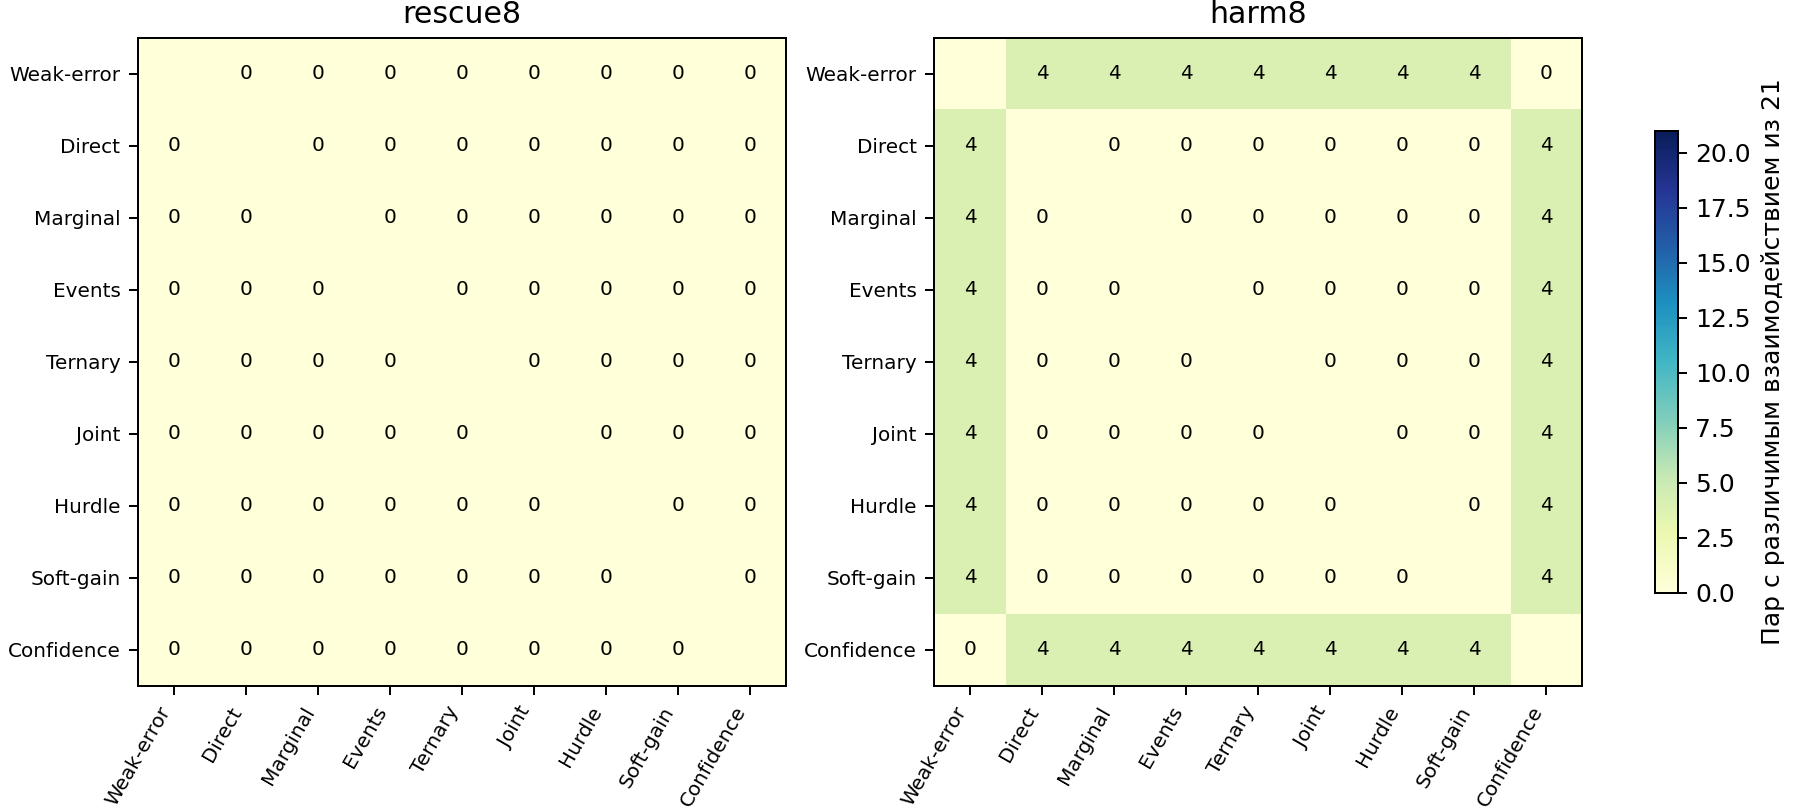 rescue8
harm8
Weak-error 0 0 0 0 0 0 0 0
Direct 0 0 0 0 0 0 0 0
Marginal 0 0 0 0 0 0 0 0
Events 0 0 0 0 0 0 0 0
Ternary 0 0 0 0 0 0 0 0
Joint 0 0 0 0 0 0 0 0
Hurdle 0 0 0 0 0 0 0 0
Soft-gain 0 0 0 0 0 0 0 0
Confidence 0 0 0 0 0 0 0 0
Weak-error Direct Marginal Events Ternary Joint Hurdle Soft-gain Confidence
Weak-error 4 4 4 4 4 4 4 0
Direct 4 0 0 0 0 0 0 4
Marginal 4 0 0 0 0 0 0 4
Events 4 0 0 0 0 0 0 4
Ternary 4 0 0 0 0 0 0 4
Joint 4 0 0 0 0 0 0 4
Hurdle 4 0 0 0 0 0 0 4
Soft-gain 4 0 0 0 0 0 0 4
Confidence 0 4 4 4 4 4 4 4
Weak-error Direct Marginal Events Ternary Joint Hurdle Soft-gain Confidence
20.0
17.5
15.0
12.5
10.0
7.5
5.0
2.5
0.0
Пар с различимым взаимодействием из 21